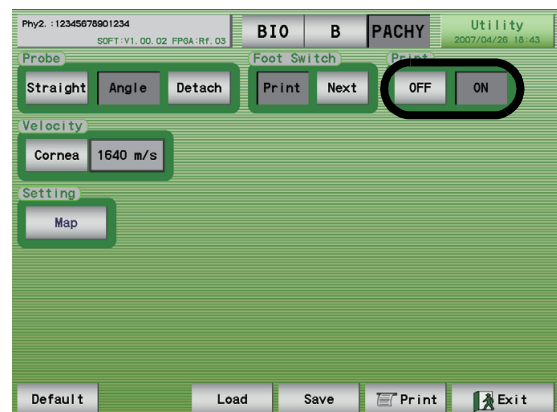 Phy2. :12345678901234
SOFT:V1.00.02 FPGA:Rf.03
BIO B PACHY
Utility
2007/04/26 18:43
Probe Foot Switch Print
Straight Angle Detach Print Next OFF ON
Velocity
Cornea 1640 m/s
Setting
Map
Default Load Save Print Exit